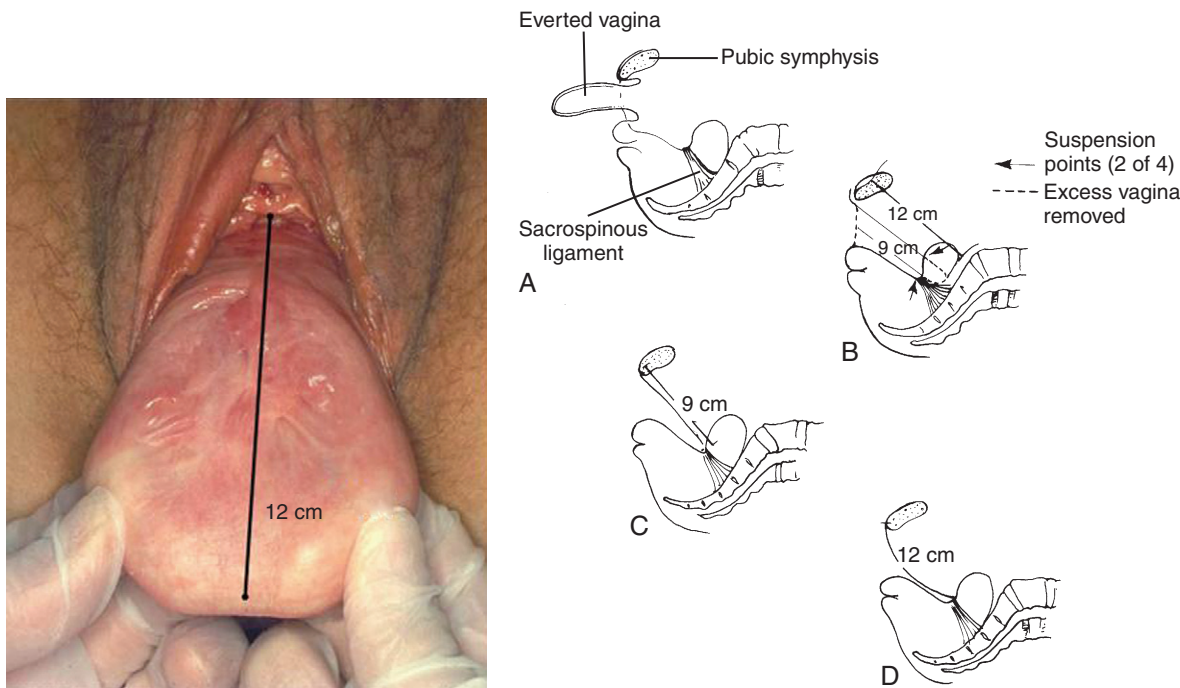 12 cm
Everted vagina
Pubic symphysis
Sacrospinous
ligament
A
Suspension
points (2 of 4)
Excess vagina
removed
12 cm
9 cm
B
9 cm
C
12 cm
D